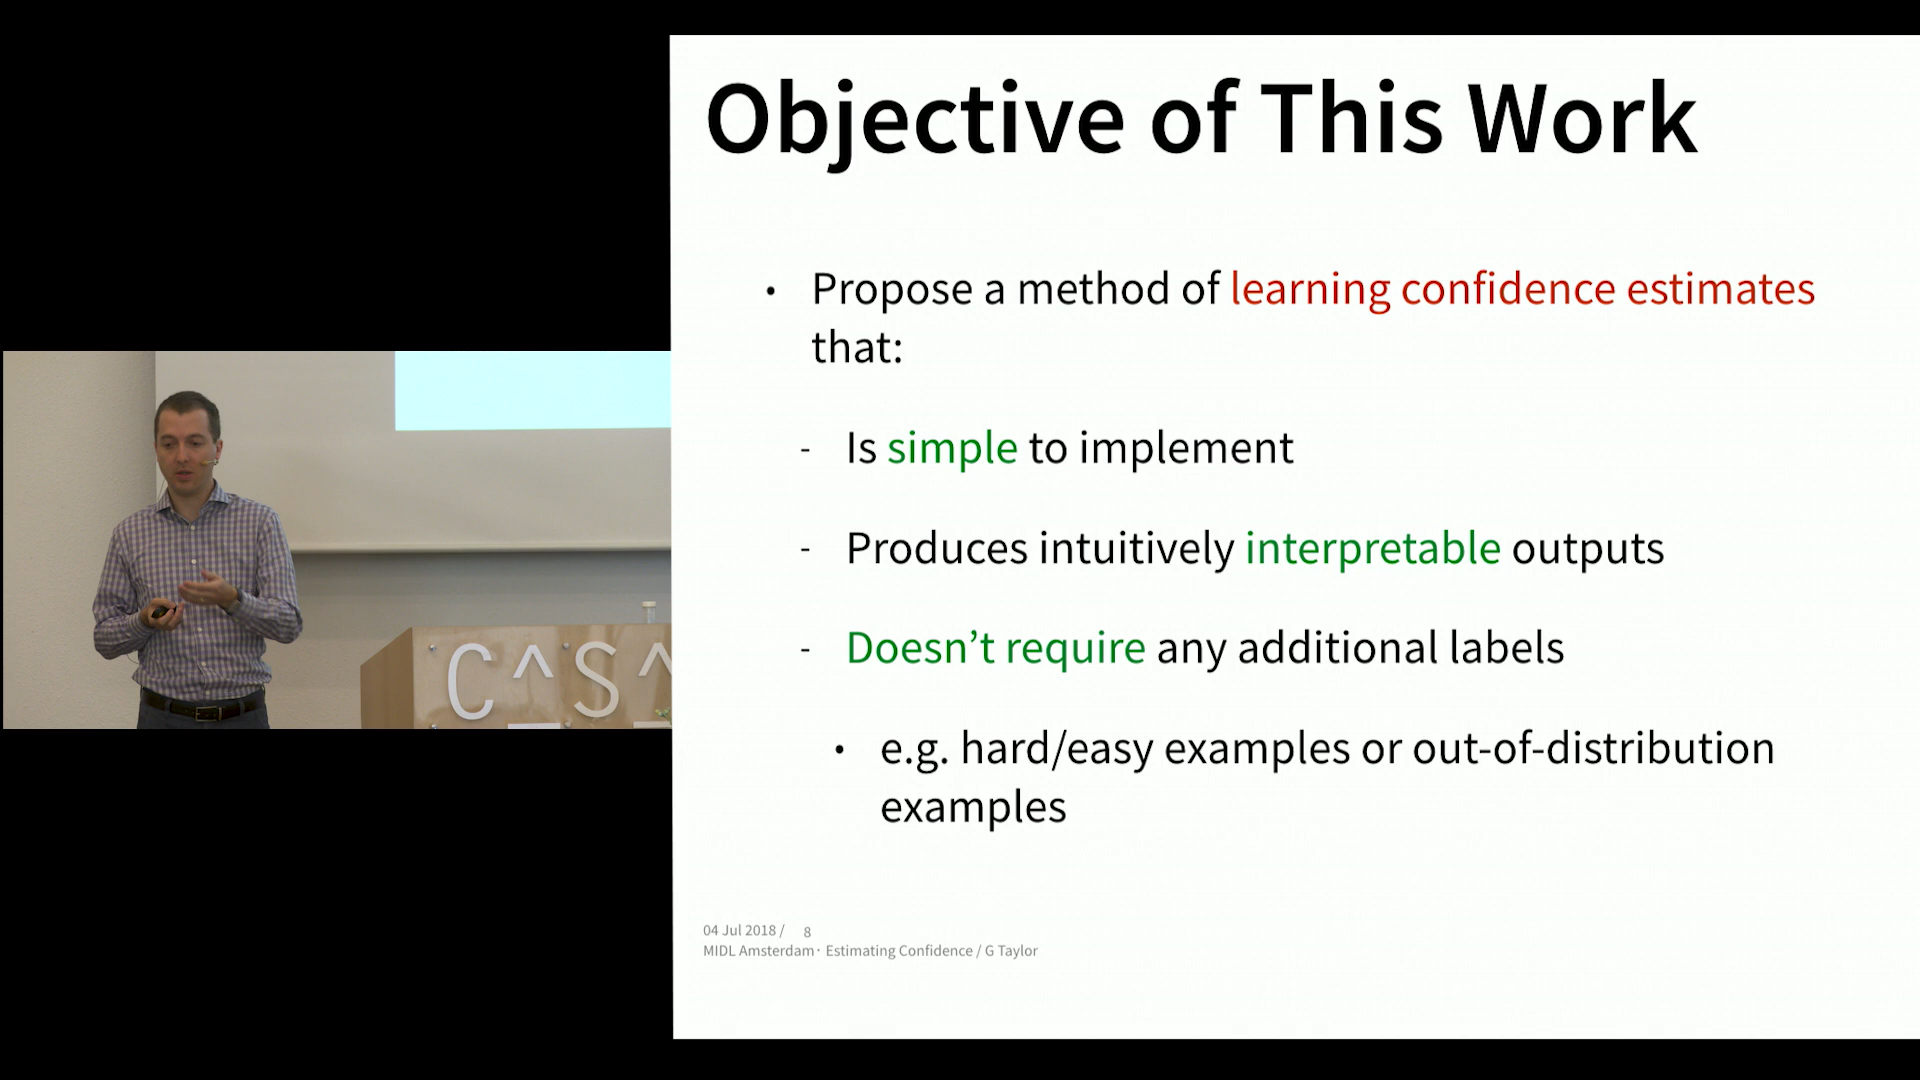 Objective of This Work
• Propose a method of learning confidence estimates
that:
- Is simple to implement
- Produces intuitively interpretable outputs
- Doesn’t require any additional labels
• e.g. hard/easy examples or out-of-distribution
examples
04 Jul 2018 / 8
MIDL Amsterdam · Estimating Confidence / G Taylor
C^S^